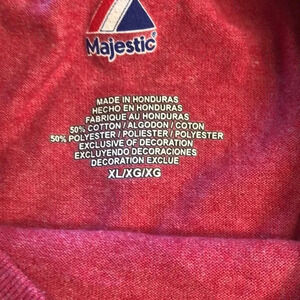 Majestic
MADE IN HONDURAS
HECHO EN HONDURAS
FABRIQUE AU HONDURAS
50% COTTON / ALGODON / COTON
50% POLYESTER / POLIESTER / POLYESTER
EXCLUSIVE OF DECORATION
EXCLUYENDO DECORACIONES
DECORATION EXCLUE
XL/XG/XG